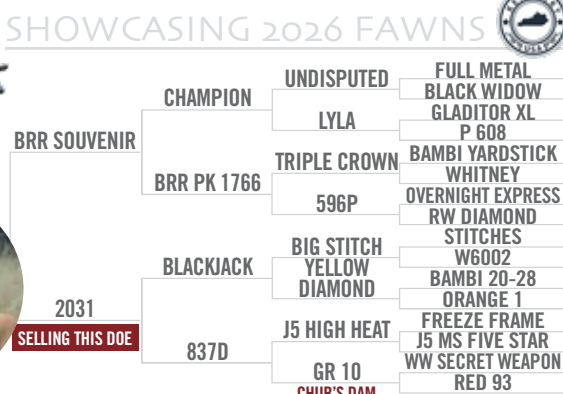 SHOWCASING 2026 FAWNS
BRR SOUVENIR
CHAMPION
UNDISPUTED
FULL METAL
BLACK WIDOW
LYLA
GLADITOR XL
P 608
BRR PK 1766
TRIPLE CROWN
BAMBI YARDSTICK
WHITNEY
596P
OVERNIGHT EXPRESS
RW DIAMOND
2031
SELLING THIS DOE
BLACKJACK
BIG STITCH
STITCHES
W6002
YELLOW
DIAMOND
BAMBI 20-28
ORANGE 1
837D
J5 HIGH HEAT
FREEZE FRAME
J5 MS FIVE STAR
GR 10
CHUB'S DAM
WW SECRET WEAPON
RED 93